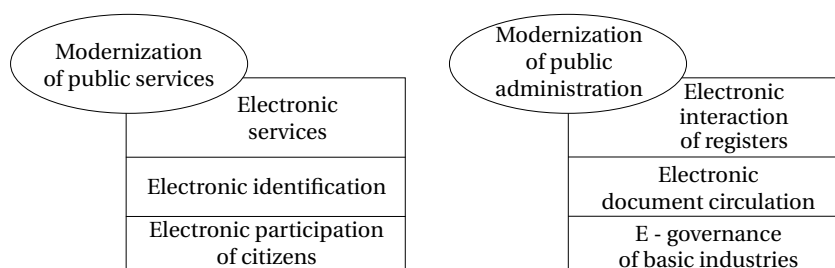 Modernization
of public services
Electronic
services
Electronic identification
Electronic participation
of citizens
Modernization
of public
administration
Electronic
interaction
of registers
Electronic
document circulation
E - governance
of basic industries